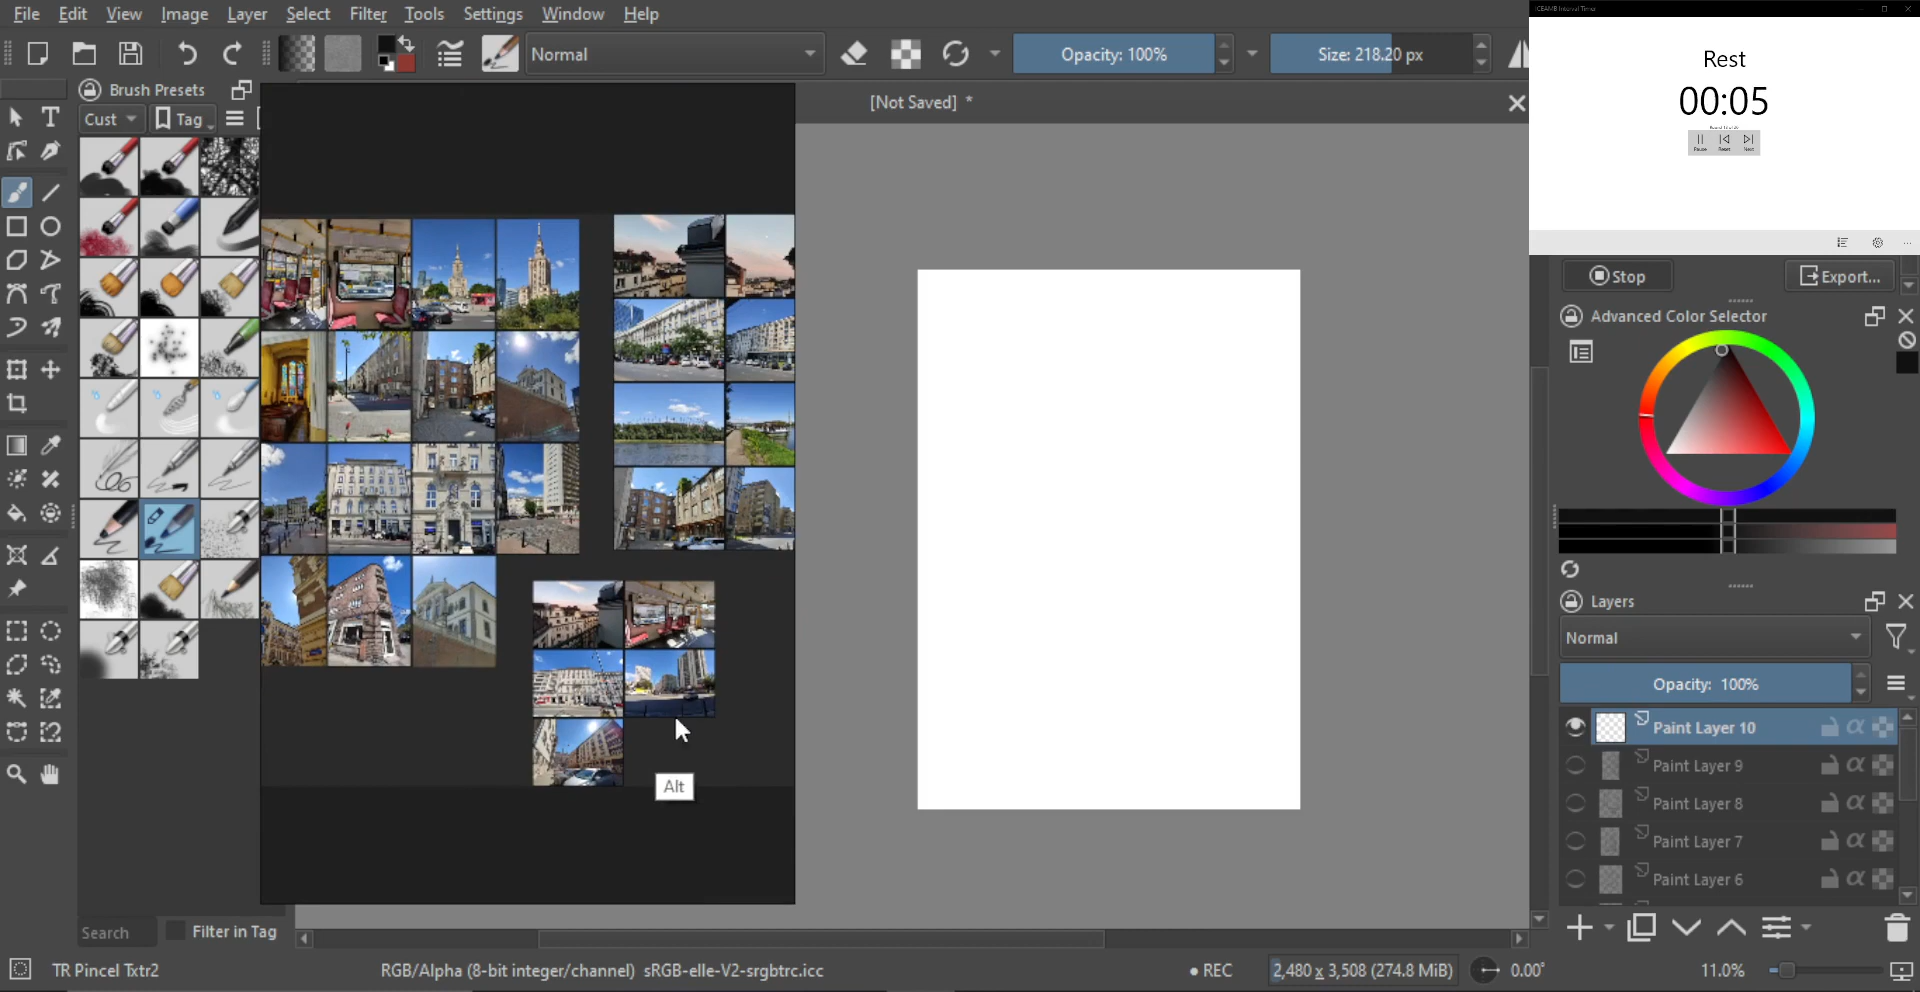 File Edit View Image Layer Select Filter Tools Settings Window Help
Normal
Opacity: 100%
Size: 218.20 px
Brush Presets
Cust
Tag
[Not Saved] *
Rest
00:05
Pause Reset Next
Stop
Export...
Advanced Color Selector
Layers
Normal
Opacity: 100%
Paint Layer 10
Paint Layer 9
Paint Layer 8
Paint Layer 7
Paint Layer 6
Alt
Search
Filter in Tag
TR Pincel Txtr2
RGB/Alpha (8-bit integer/channel) sRGB-elle-V2-srgbtrc.icc
REC
2,480 x 3,508 (274.8 MiB)
0.00°
11.0%